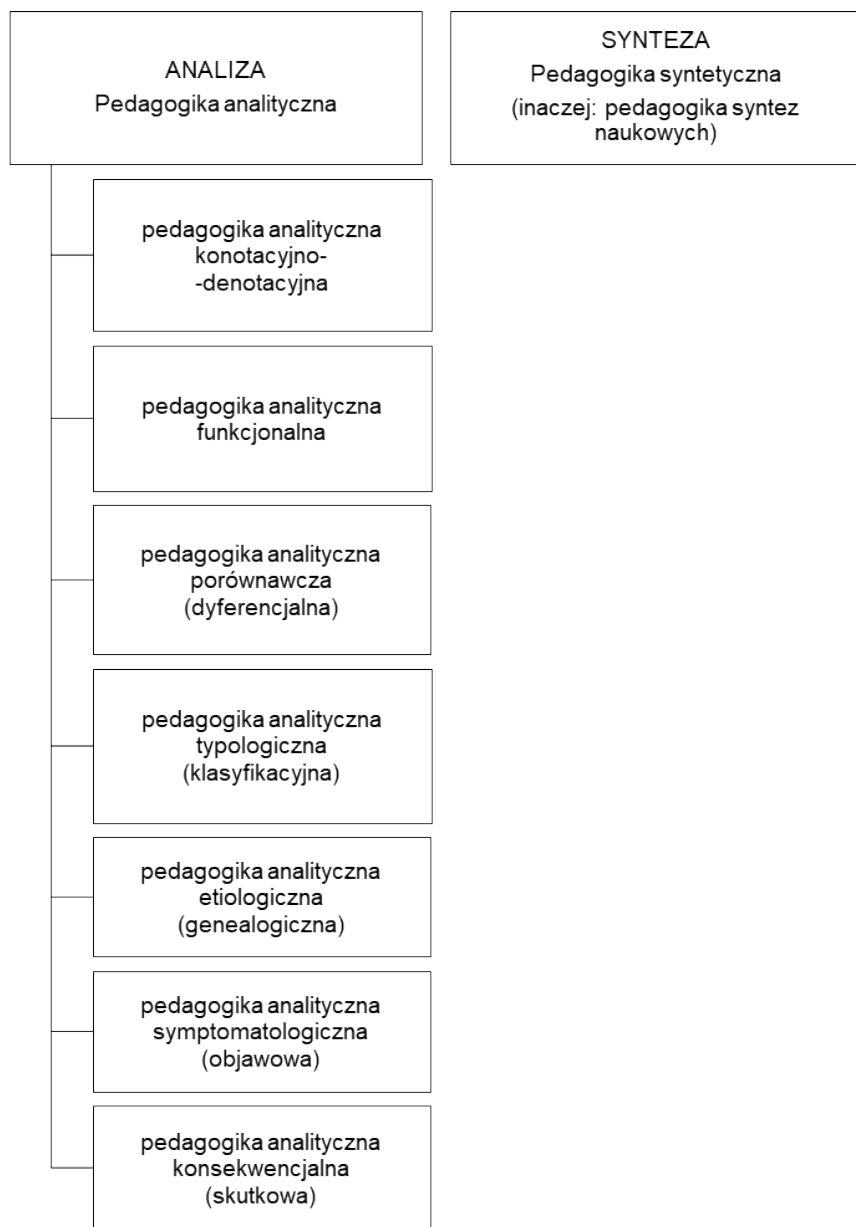 ANALIZA
Pedagogika analityczna
SYNTEZA
Pedagogika syntetyczna
(inaczej: pedagogika syntez
naukowych)
pedagogika analityczna
konotacyjno-
-denotacyjna
pedagogika analityczna
funkcjonalna
pedagogika analityczna
porównawcza
(dyferencjalna)
pedagogika analityczna
typologiczna
(klasyfikacyjna)
pedagogika analityczna
etiologiczna
(genealogiczna)
pedagogika analityczna
symptomatologiczna
(objawowa)
pedagogika analityczna
konsekwencjalna
(skutkowa)